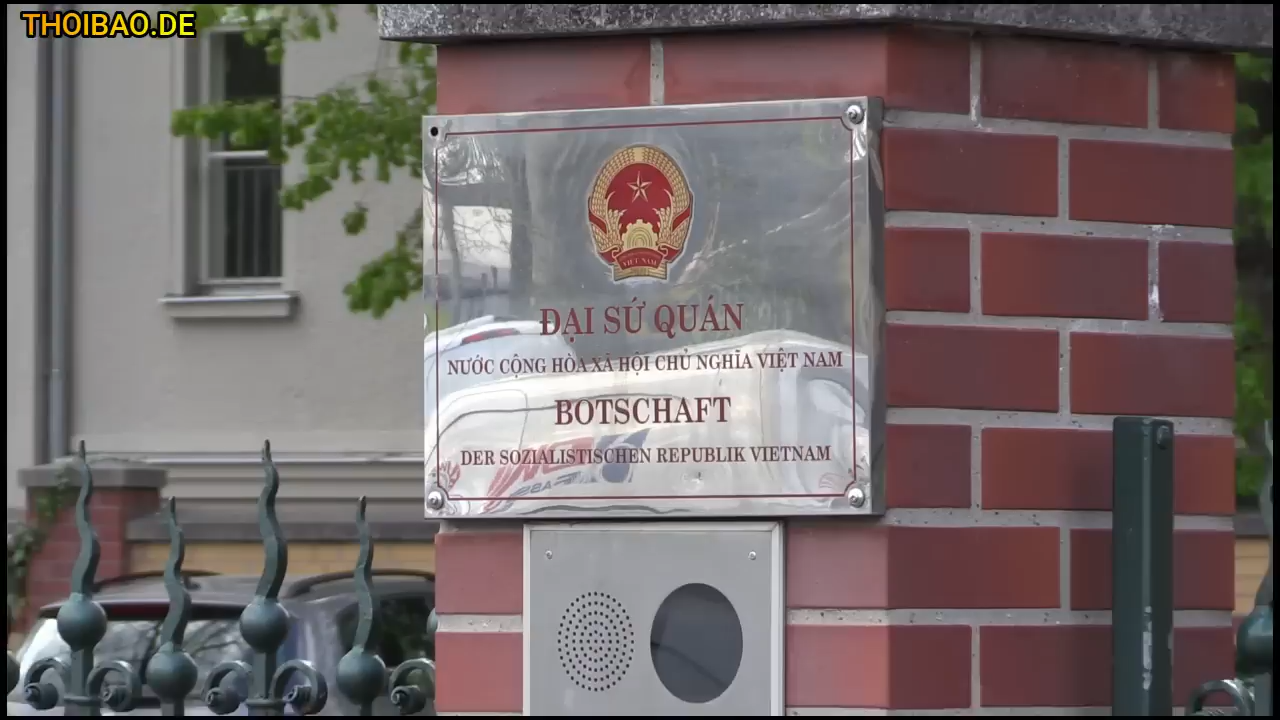 THOIBAO.DE
VIỆT NAM
ĐẠI SỨ QUÁN
NƯỚC CỘNG HÒA XÃ HỘI CHỦ NGHĨA VIỆT NAM
BOTSCHAFT
DER SOZIALISTISCHEN REPUBLIK VIETNAM